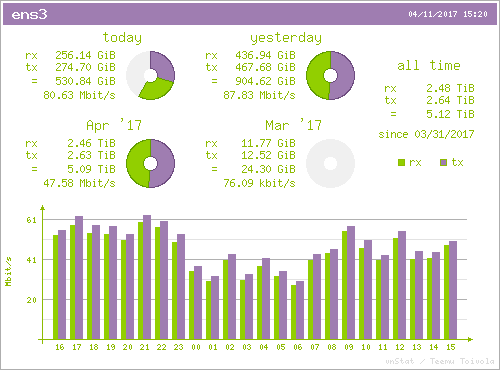 ens3 04/11/2017 15:20
today
rx 256.14 GiB
tx 274.70 GiB
= 530.84 GiB
80.63 Mbit/s
yesterday
rx 436.94 GiB
tx 467.68 GiB
= 904.62 GiB
87.83 Mbit/s
all time
rx 2.48 TiB
tx 2.64 TiB
= 5.12 TiB
since 03/31/2017
Apr '17
rx 2.46 TiB
tx 2.63 TiB
= 5.09 TiB
47.58 Mbit/s
Mar '17
rx 11.77 GiB
tx 12.52 GiB
= 24.30 GiB
76.09 kbit/s
rx tx
Mbit/s
61
41
20
16 17 18 19 20 21 22 23 00 01 02 03 04 05 06 07 08 09 10 11 12 13 14 15
vnStat / Teemu Toivola